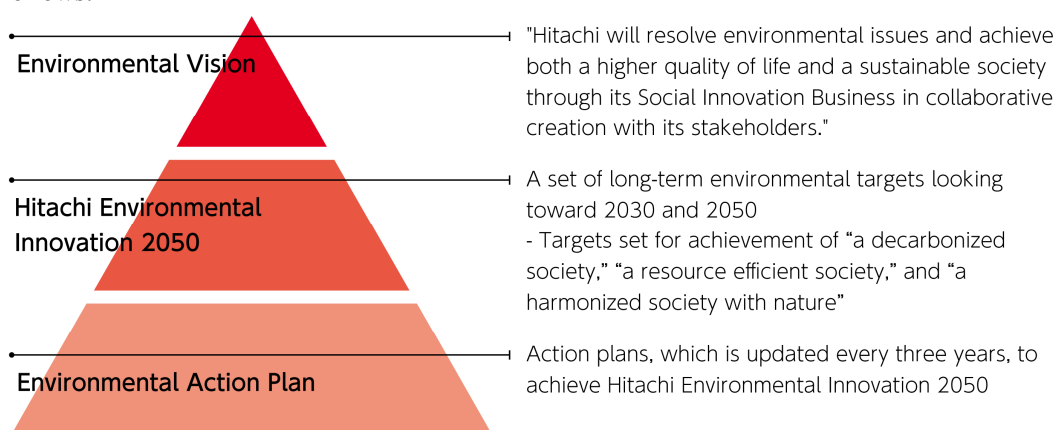 Environmental Vision
"Hitachi will resolve environmental issues and achieve
both a higher quality of life and a sustainable society
through its Social Innovation Business in collaborative
creation with its stakeholders."
Hitachi Environmental
Innovation 2050
A set of long-term environmental targets looking
toward 2030 and 2050
- Targets set for achievement of “a decarbonized
society,” “a resource efficient society,” and “a
harmonized society with nature”
Environmental Action Plan
Action plans, which is updated every three years, to
achieve Hitachi Environmental Innovation 2050